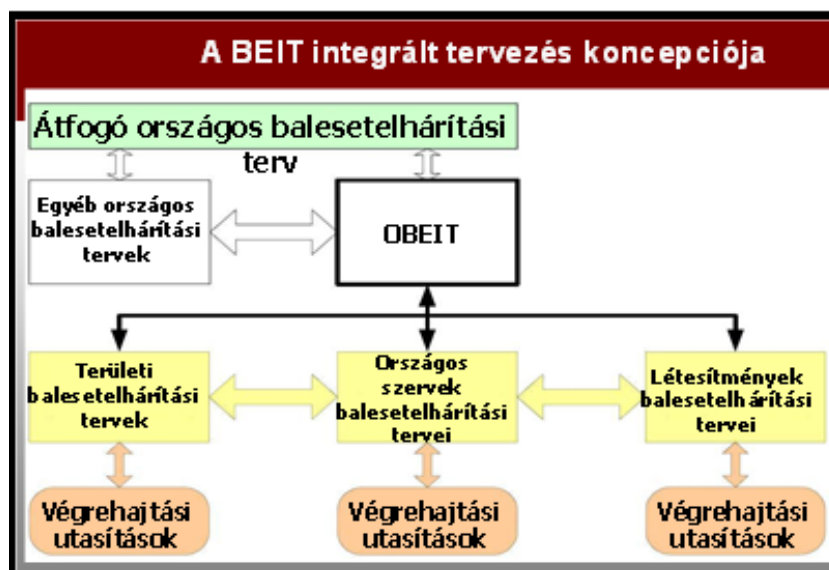 A BEIT integrált tervezés koncepciója
Átfogó országos balesetelhárítási
terv
Egyéb országos
balesetelhárítási
tervek
OBEIT
Területi
balesetelhárítási
tervek
Országos
szervek
balesetelhárítási
tervei
Létesítmények
balesetelhárítási
tervei
Végrehajtási
utasítások
Végrehajtási
utasítások
Végrehajtási
utasítások